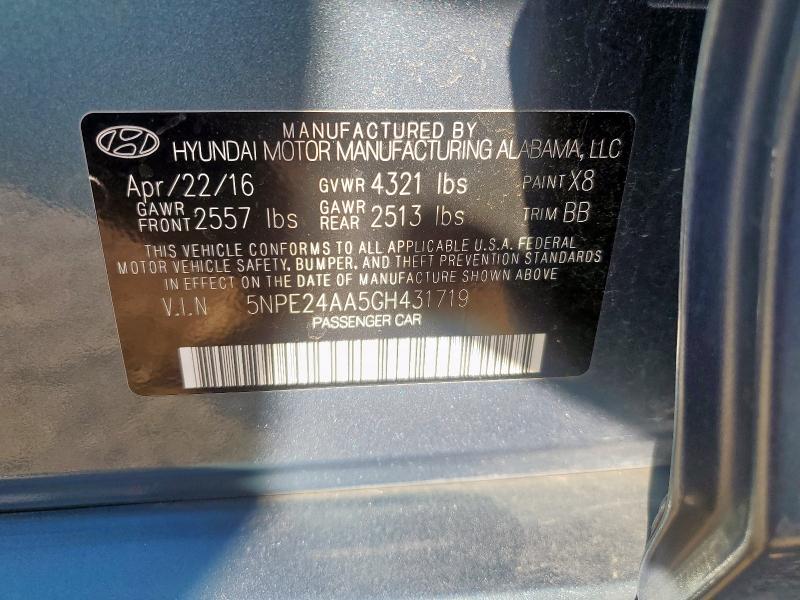 MANUFACTURED BY
HYUNDAI MOTOR MANUFACTURING ALABAMA, LLC
Apr/22/16 GVWR 4321 lbs PAINT X8
GAWR FRONT 2557 lbs GAWR REAR 2513 lbs TRIM BB
THIS VEHICLE CONFORMS TO ALL APPLICABLE U.S.A. FEDERAL
MOTOR VEHICLE SAFETY, BUMPER, AND THEFT PREVENTION STANDARDS
IN EFFECT ON THE DATE OF MANUFACTURE SHOWN ABOVE
V.I.N 5NPE24AA5GH431719
PASSENGER CAR